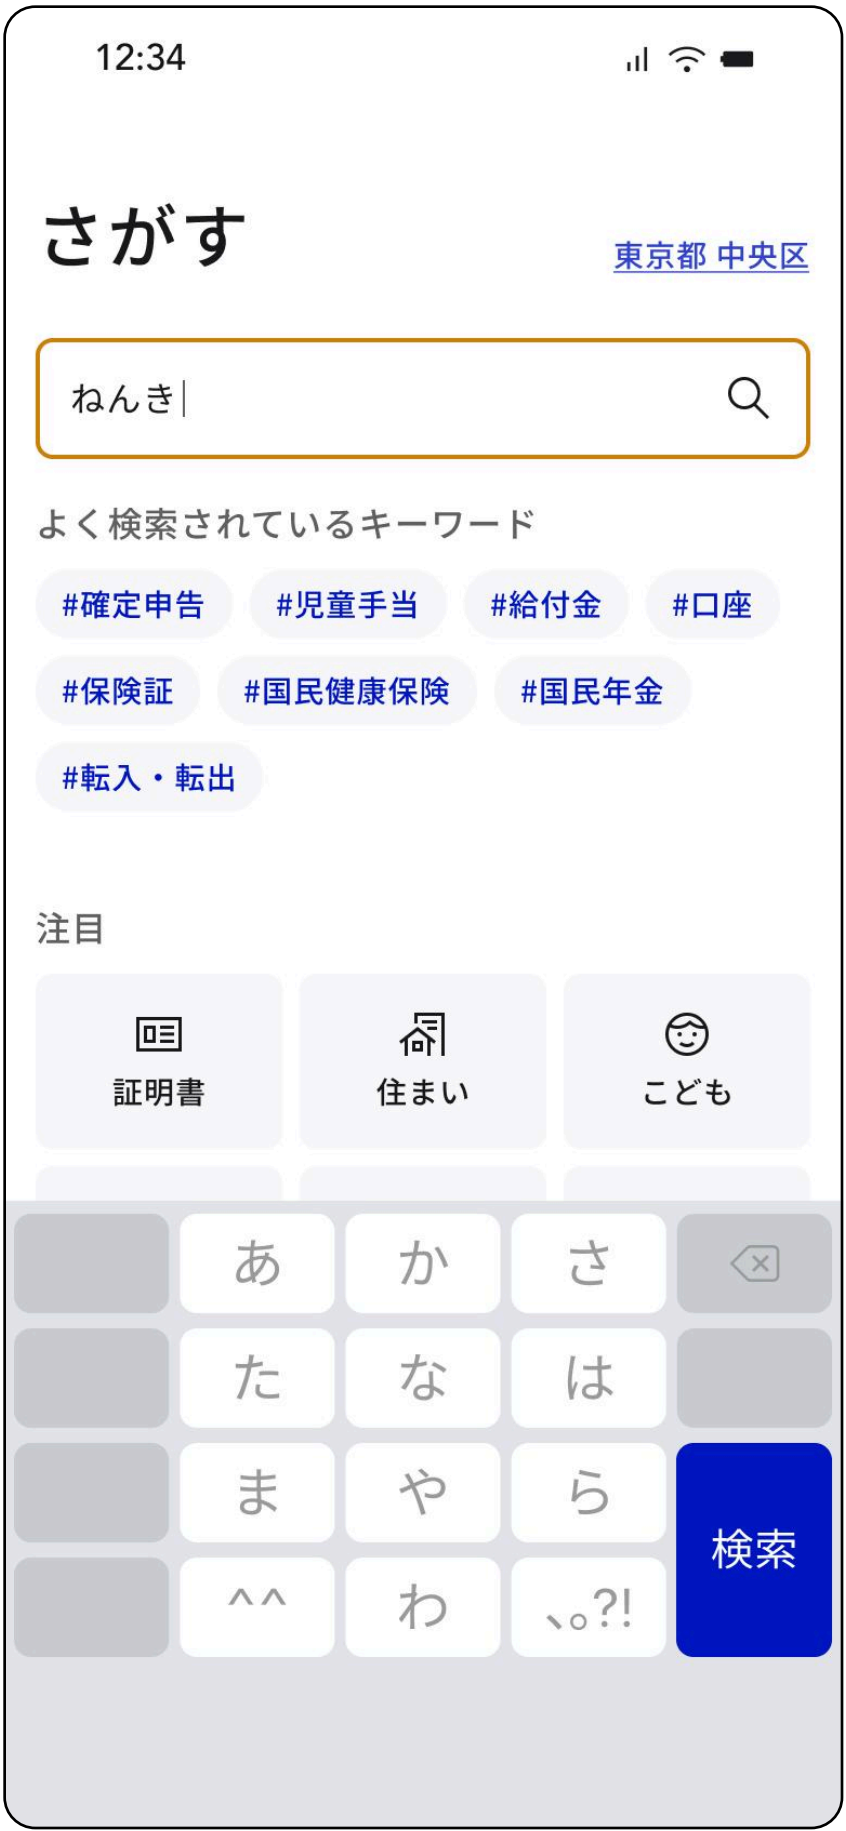 12:34
さがす
東京都 中央区
ねんき
よく検索されているキーワード
#確定申告 #児童手当 #給付金 #口座
#保険証 #国民健康保険 #国民年金
#転入・転出
注目
証明書 住まい こども
あ か さ
た な は
ま や ら
検索
^^ わ 、。?!